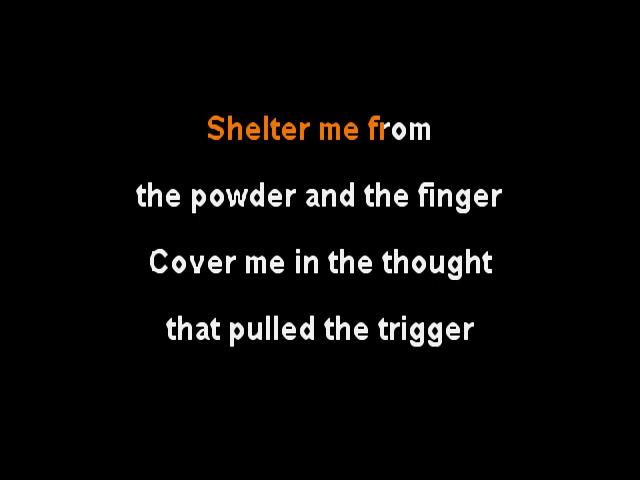 Shelter me from
the powder and the finger
Cover me in the thought
that pulled the trigger